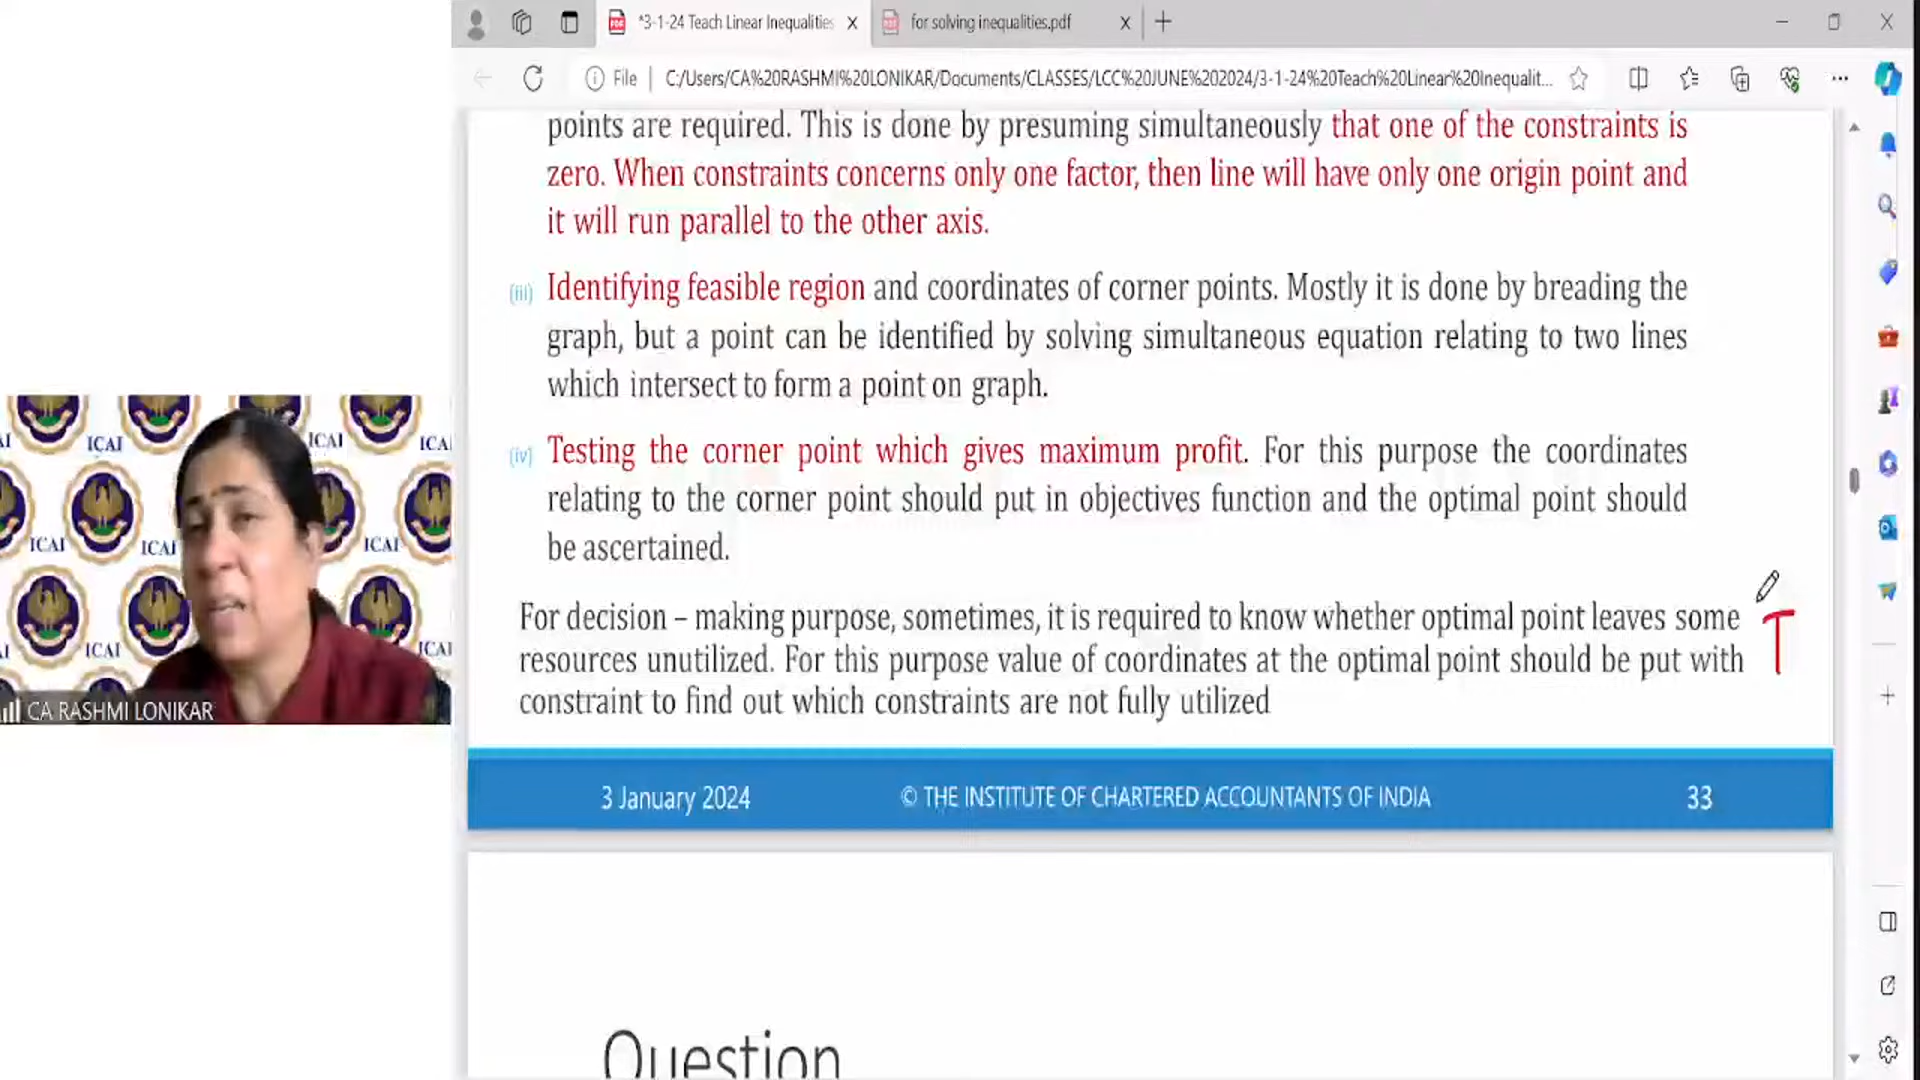 *3-1-24 Teach Linear Inequalities
for solving inequalities.pdf
File
C:/Users/CA%20RASHMI%20LONIKAR/Documents/CLASSES/LCC%20JUNE%202024/3-1-24%20Teach%20Linear%20Inequalit...
points are required. This is done by presuming simultaneously that one of the constraints is
zero. When constraints concerns only one factor, then line will have only one origin point and
it will run parallel to the other axis.
(iii) Identifying feasible region and coordinates of corner points. Mostly it is done by breading the
graph, but a point can be identified by solving simultaneous equation relating to two lines
which intersect to form a point on graph.
(iv) Testing the corner point which gives maximum profit. For this purpose the coordinates
relating to the corner point should put in objectives function and the optimal point should
be ascertained.
For decision – making purpose, sometimes, it is required to know whether optimal point leaves some
resources unutilized. For this purpose value of coordinates at the optimal point should be put with
constraint to find out which constraints are not fully utilized
T
3 January 2024
© THE INSTITUTE OF CHARTERED ACCOUNTANTS OF INDIA
33
Question
ICAI
ICAI
ICAI
ICAI
ICAI
ICAI
ICAI
CA RASHMI LONIKAR